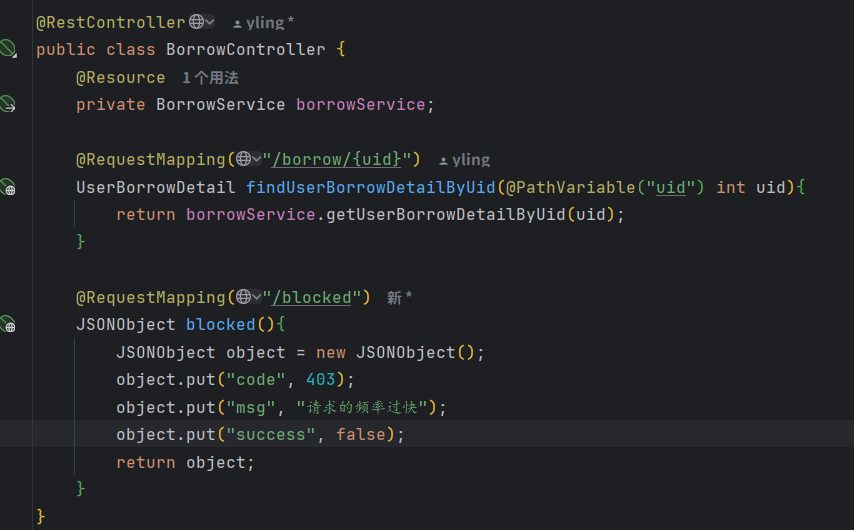 @RestController yling *
public class BorrowController {
@Resource 1个用法
private BorrowService borrowService;
@RequestMapping("/borrow/{uid}") yling
UserBorrowDetail findUserBorrowDetailByUid(@PathVariable("uid") int uid){
return borrowService.getUserBorrowDetailByUid(uid);
}
@RequestMapping("/blocked") 新 *
JSONObject blocked(){
JSONObject object = new JSONObject();
object.put("code", 403);
object.put("msg", "请求的频率过快");
object.put("success", false);
return object;
}
}